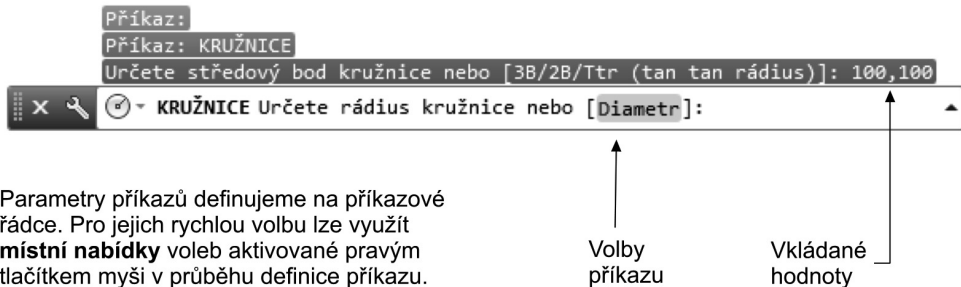 Příkaz:
Příkaz: KRUŽNICE
Určete středový bod kružnice nebo [3B/2B/Ttr (tan tan rádius)]: 100,100
KRUŽNICE Určete rádius kružnice nebo [Diametr]:
Parametry příkazů definujeme na příkazové
řádce. Pro jejich rychlou volbu lze využít
místní nabídky voleb aktivované pravým
tlačítkem myši v průběhu definice příkazu.
Volby
příkazu
Vkládané
hodnoty